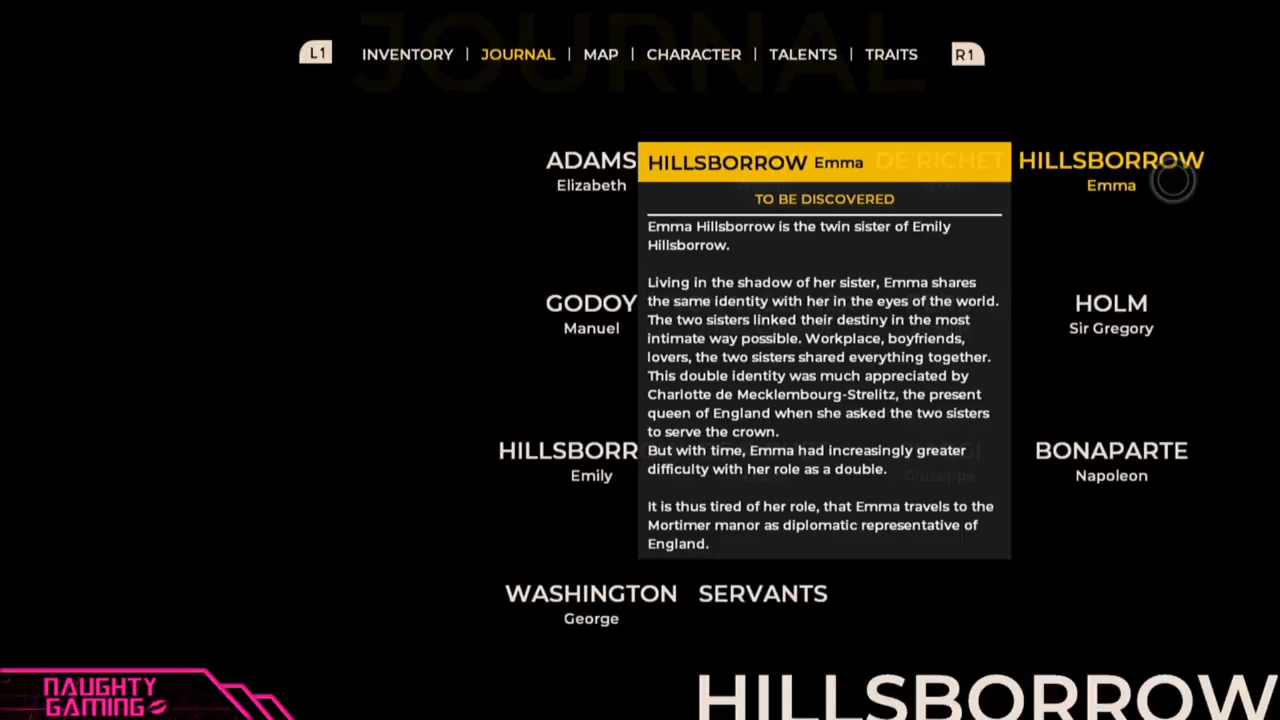 JOURNAL
L1 INVENTORY | JOURNAL | MAP | CHARACTER | TALENTS | TRAITS R1
ADAMS
Elizabeth
HILLSBORROW Emma
DE RICHET
HILLSBORROW
Emma
TO BE DISCOVERED
Emma Hillsborrow is the twin sister of Emily
Hillsborrow.
Living in the shadow of her sister, Emma shares
the same identity with her in the eyes of the world.
The two sisters linked their destiny in the most
intimate way possible. Workplace, boyfriends,
lovers, the two sisters shared everything together.
This double identity was much appreciated by
Charlotte de Mecklembourg-Strelitz, the present
queen of England when she asked the two sisters
to serve the crown.
But with time, Emma had increasingly greater
difficulty with her role as a double.
It is thus tired of her role, that Emma travels to the
Mortimer manor as diplomatic representative of
England.
GODOY
Manuel
HOLM
Sir Gregory
HILLSBORR
Emily
Giuseppe
BONAPARTE
Napoleon
WASHINGTON
George
SERVANTS
NAUGHTY
GAMING
HILLSBORROW